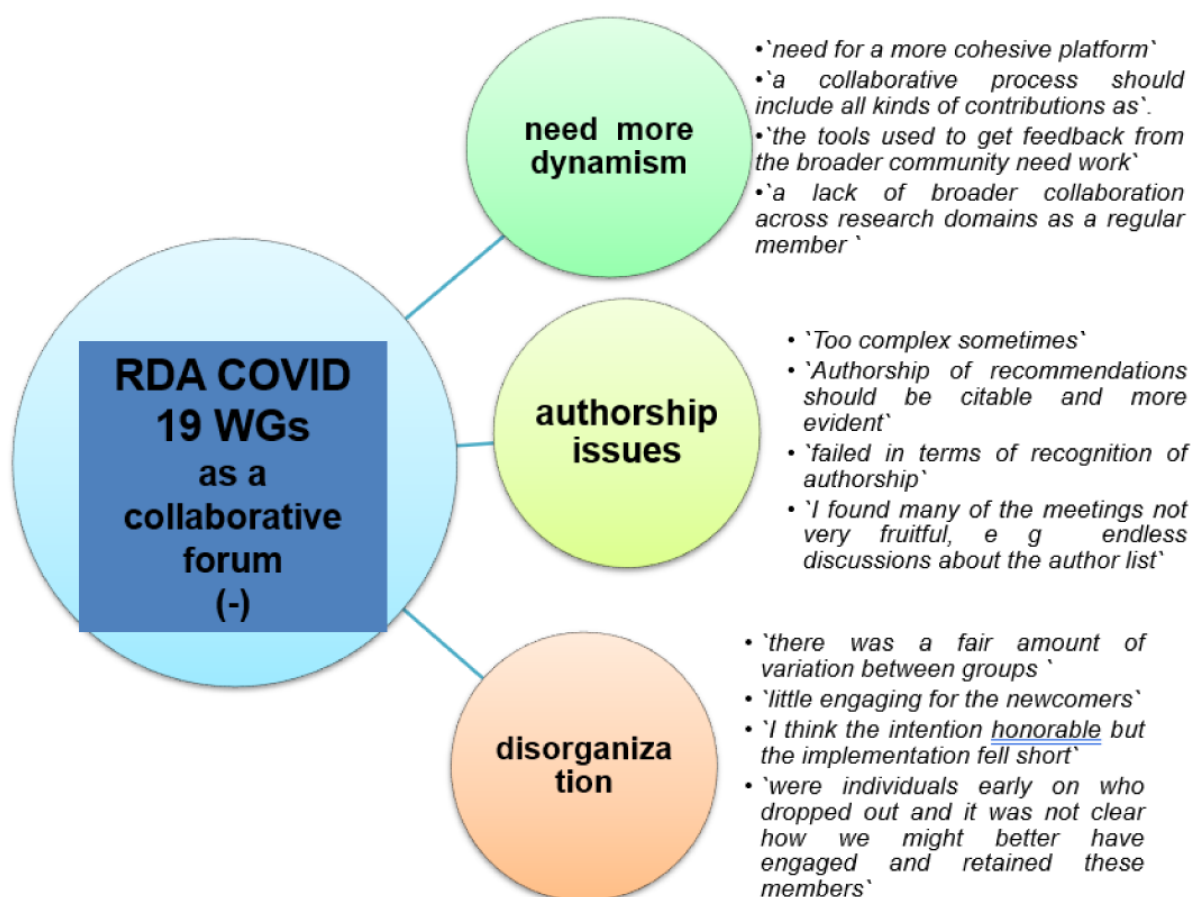 RDA COVID
19 WGs
as a
collaborative
forum
(-)
need more
dynamism
•`need for a more cohesive platform`
•`a collaborative process should
include all kinds of contributions as`.
•`the tools used to get feedback from
the broader community need work`
•`a lack of broader collaboration
across research domains as a regular
member `
authorship
issues
• `Too complex sometimes`
• `Authorship of recommendations
should be citable and more
evident`
• `failed in terms of recognition of
authorship`
• `I found many of the meetings not
very fruitful, e g endless
discussions about the author list`
disorganiza
tion
• `there was a fair amount of
variation between groups `
• `little engaging for the newcomers`
• `I think the intention honorable but
the implementation fell short`
• `were individuals early on who
dropped out and it was not clear
how we might better have
engaged and retained these
members`